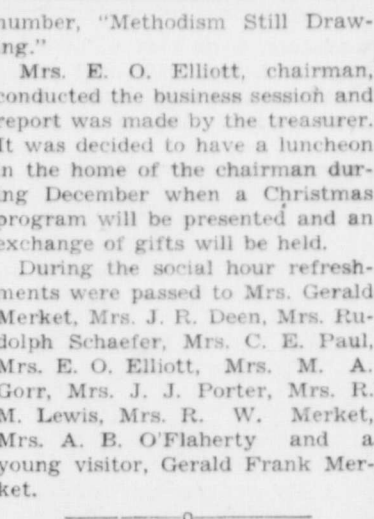 number, "Methodism Still Draw-
ing."
Mrs. E. O. Elliott, chairman,
conducted the business session and
report was made by the treasurer.
It was decided to have a luncheon
in the home of the chairman dur-
ing December when a Christmas
program will be presented and an
exchange of gifts will be held.
During the social hour refresh-
ments were passed to Mrs. Gerald
Merket, Mrs. J. R. Deen, Mrs. Ru-
dolph Schaefer, Mrs. C. E. Paul,
Mrs. E. O. Elliott, Mrs. M. A.
Gorr, Mrs. J. J. Porter, Mrs. R.
M. Lewis, Mrs. R. W. Merket,
Mrs. A. B. O'Flaherty and a
young visitor, Gerald Frank Mer-
ket.